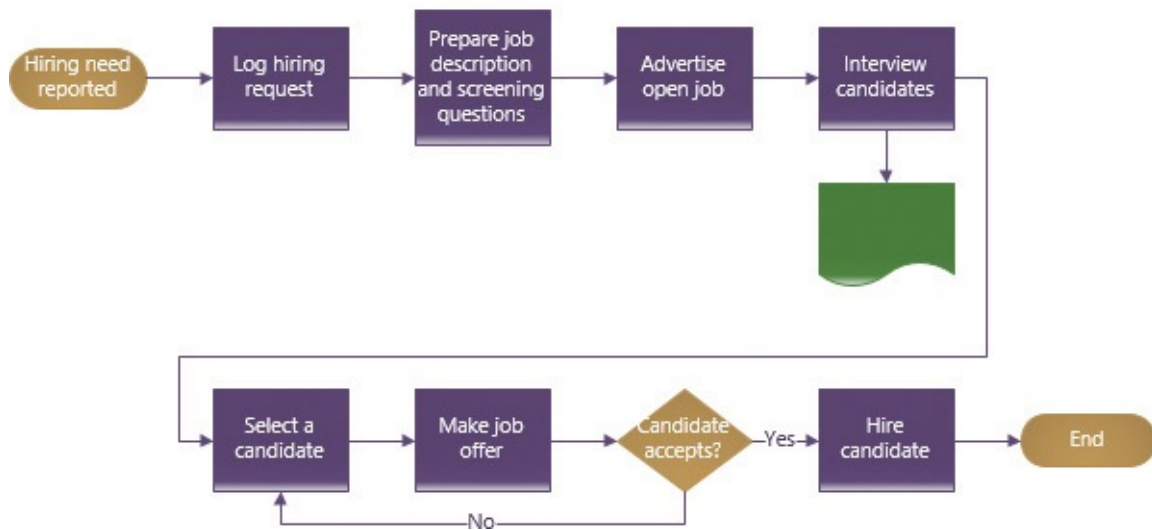 Hiring need
reported
Log hiring
request
Prepare job
description
and screening
questions
Advertise
open job
Interview
candidates
Select a
candidate
Make job
offer
Candidate
accepts?
Yes
Hire
candidate
End
No